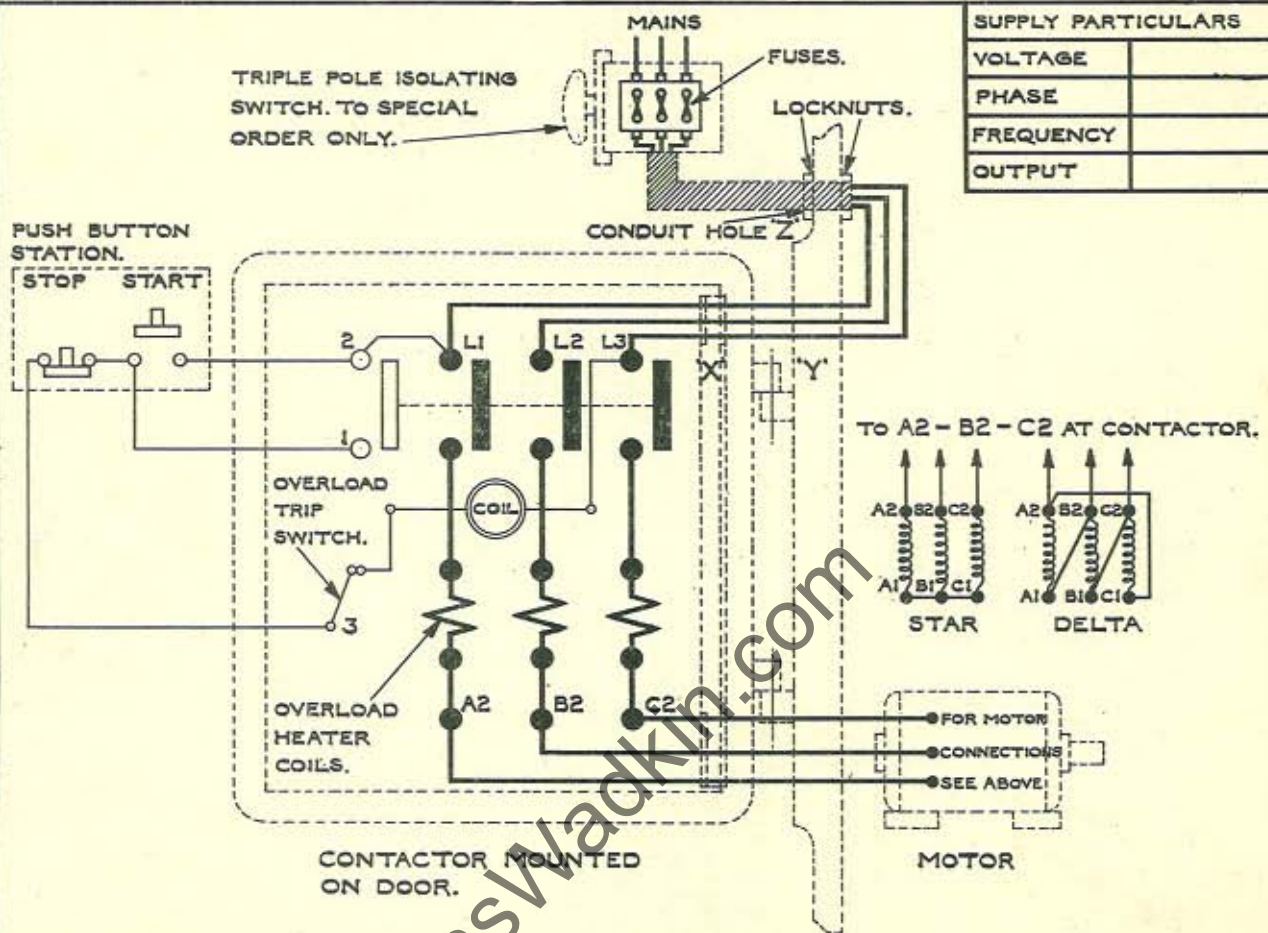 MAINS
FUSES.
TRIPLE POLE ISOLATING
SWITCH. TO SPECIAL
ORDER ONLY.
LOCKNUTS.
SUPPLY PARTICULARS
VOLTAGE
PHASE
FREQUENCY
OUTPUT
CONDUIT HOLE 'Z'
PUSH BUTTON
STATION.
STOP START
2 L1 L2 L3
'X' 'Y'
1
OVERLOAD
TRIP
SWITCH.
COIL
3
OVERLOAD
HEATER
COILS.
A2 B2 C2
TO A2 - B2 - C2 AT CONTACTOR.
A2 B2 C2 A2 B2 C2
A1 B1 C1 A1 B1 C1
STAR DELTA
FOR MOTOR
CONNECTIONS
SEE ABOVE
MOTOR
CONTACTOR MOUNTED
ON DOOR.
sWadkin.com